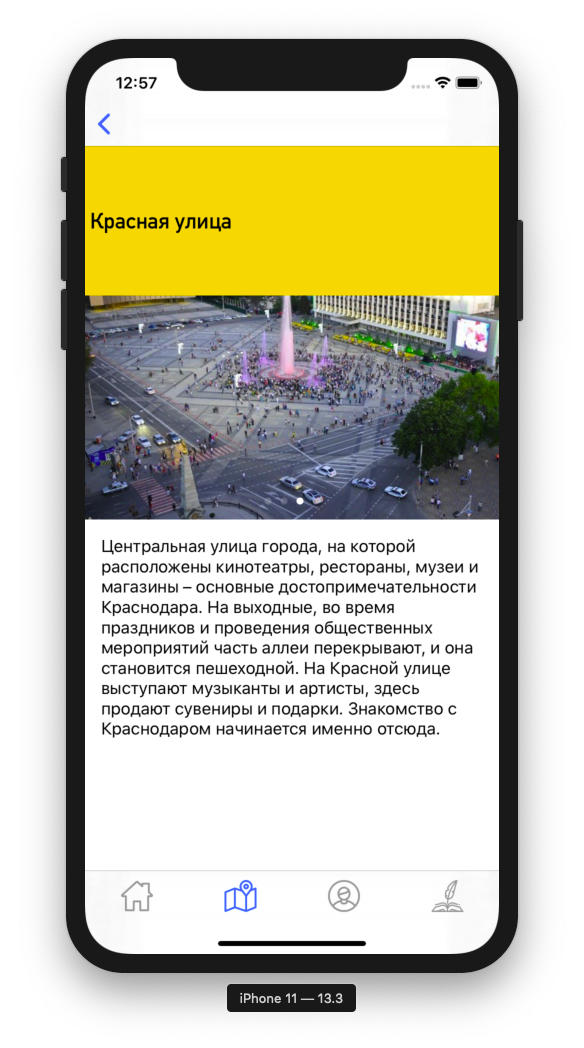 12:57
Красная улица
Центральная улица города, на которой
расположены кинотеатры, рестораны, музеи и
магазины – основные достопримечательности
Краснодара. На выходные, во время
праздников и проведения общественных
мероприятий часть аллеи перекрывают, и она
становится пешеходной. На Красной улице
выступают музыканты и артисты, здесь
продают сувениры и подарки. Знакомство с
Краснодаром начинается именно отсюда.
iPhone 11 — 13.3